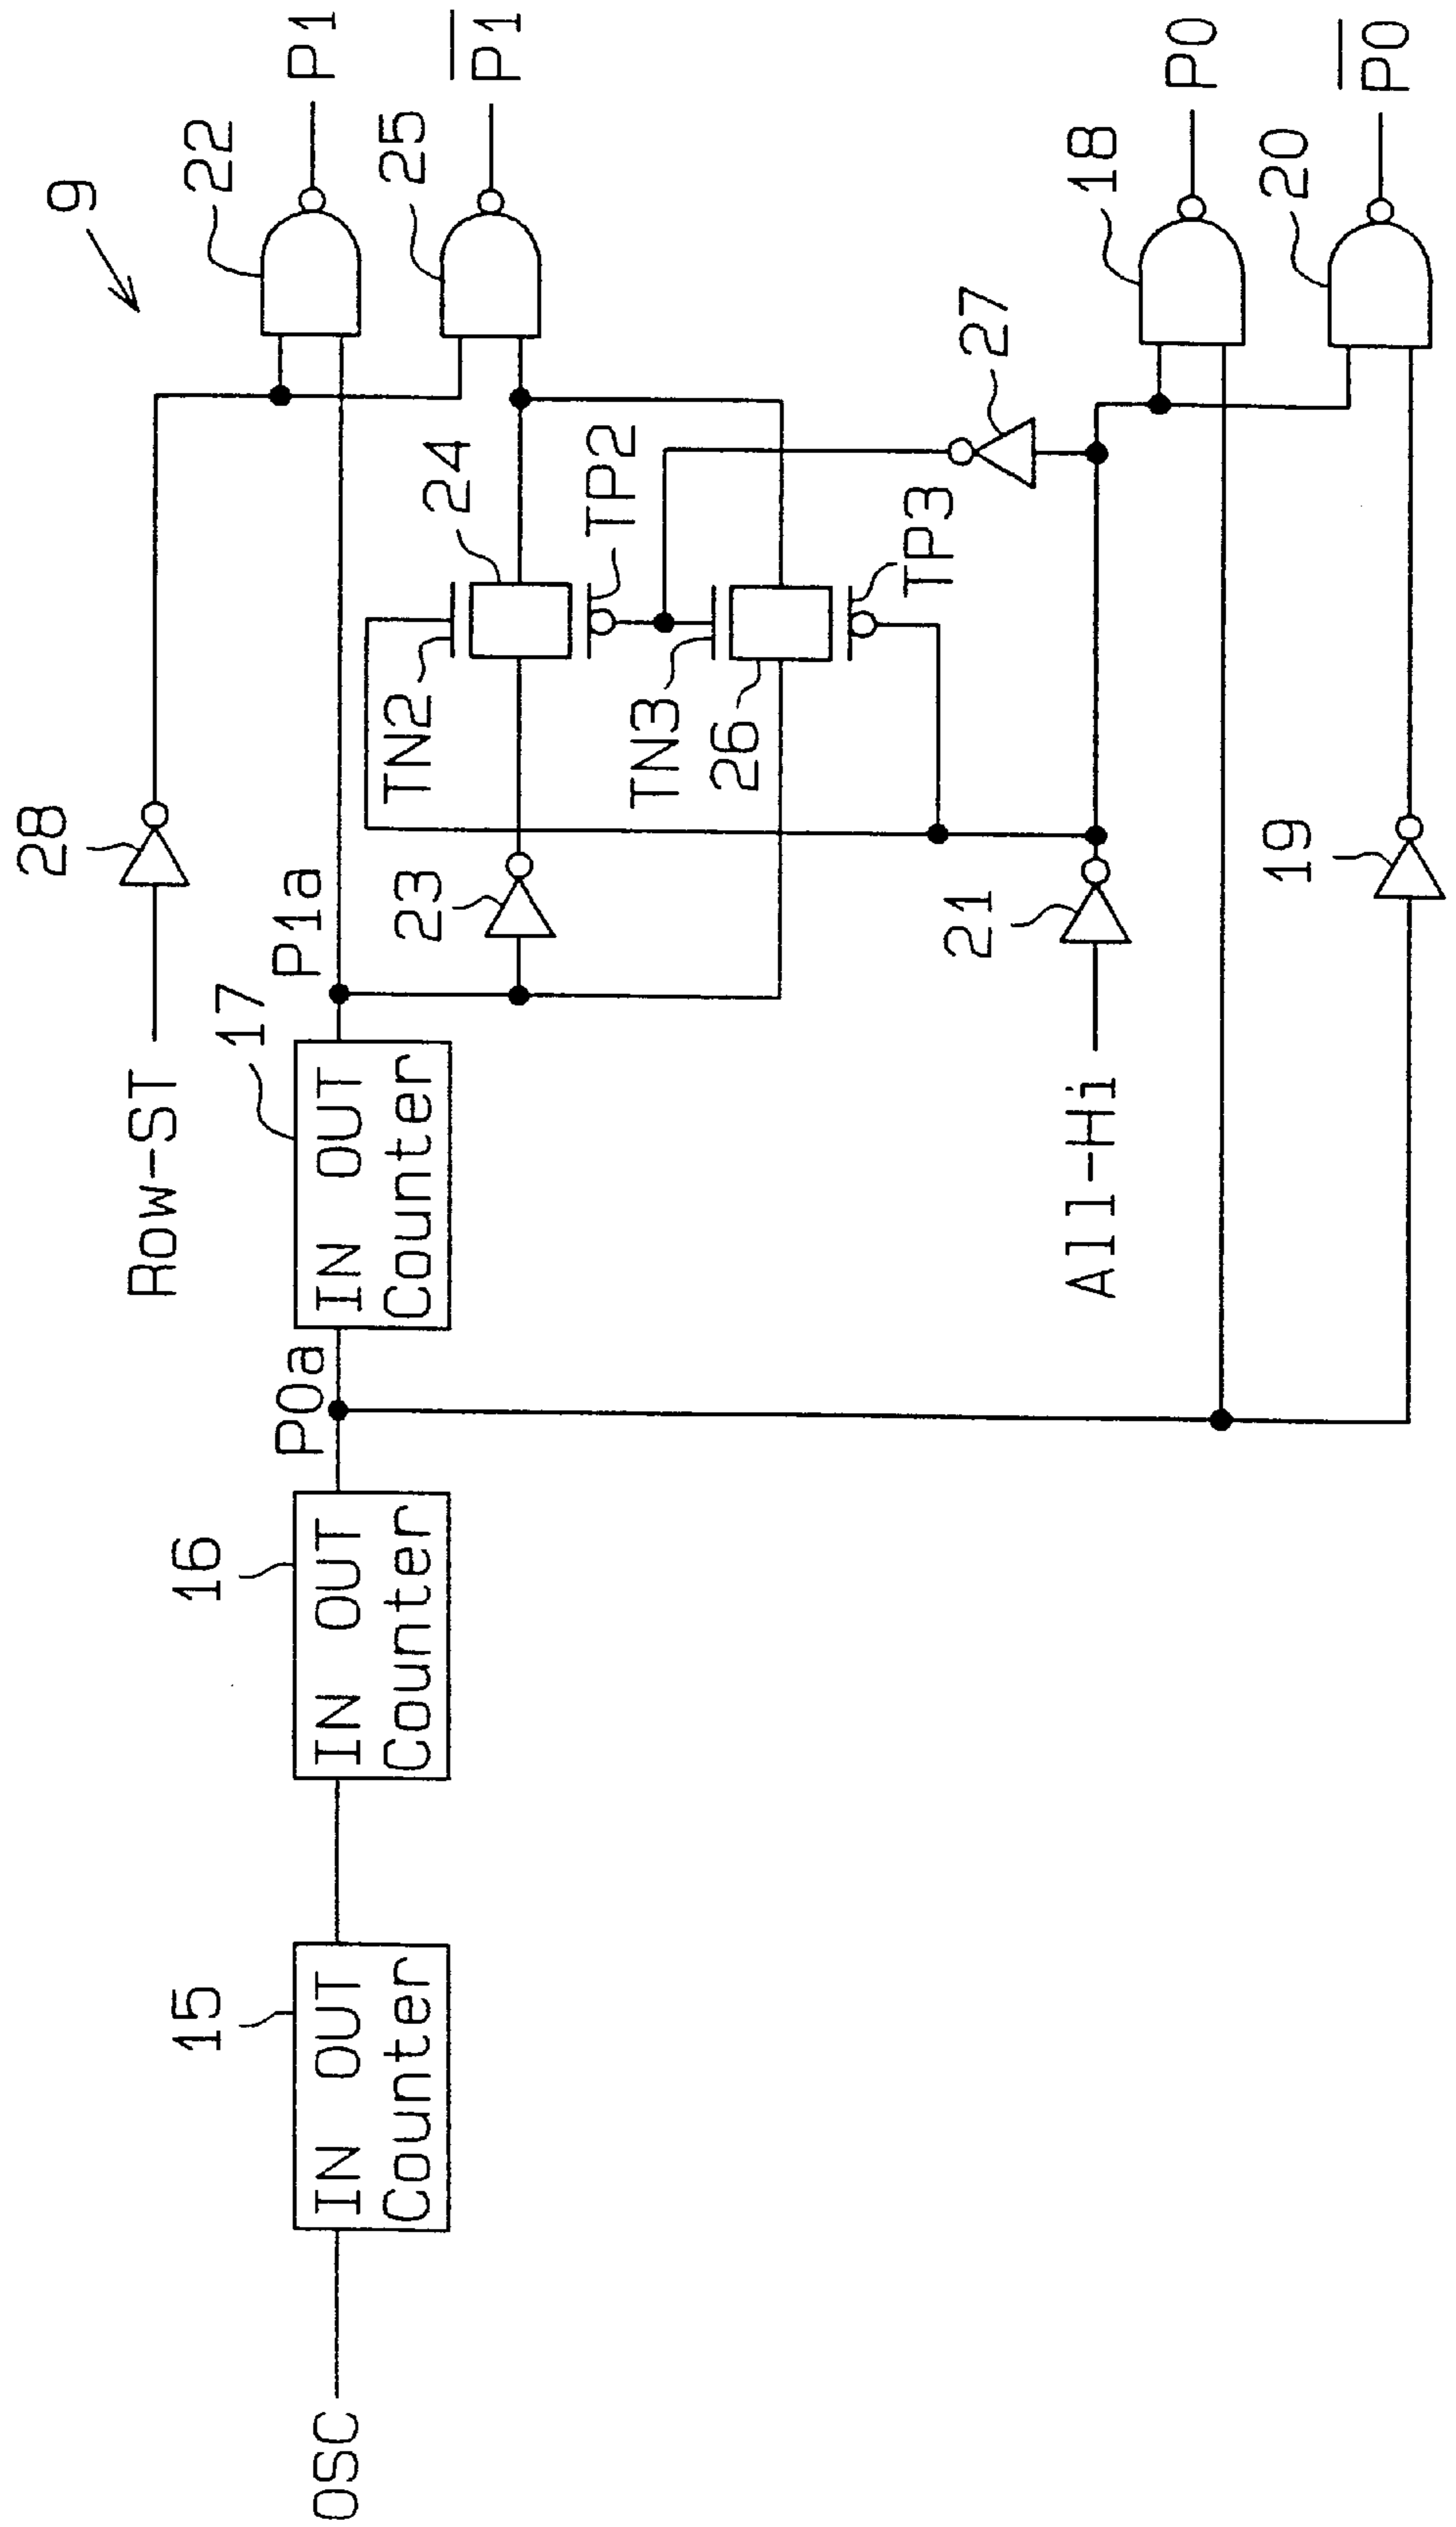 9
28
Row-ST
22
P1
25
P1
OSC
15
IN OUT
Counter
16
IN OUT
Counter
P0a
17
IN OUT
Counter
P1a
23
TN2
24
TP2
TN3
26
TP3
27
All-Hi
21
18
P0
19
20
P0